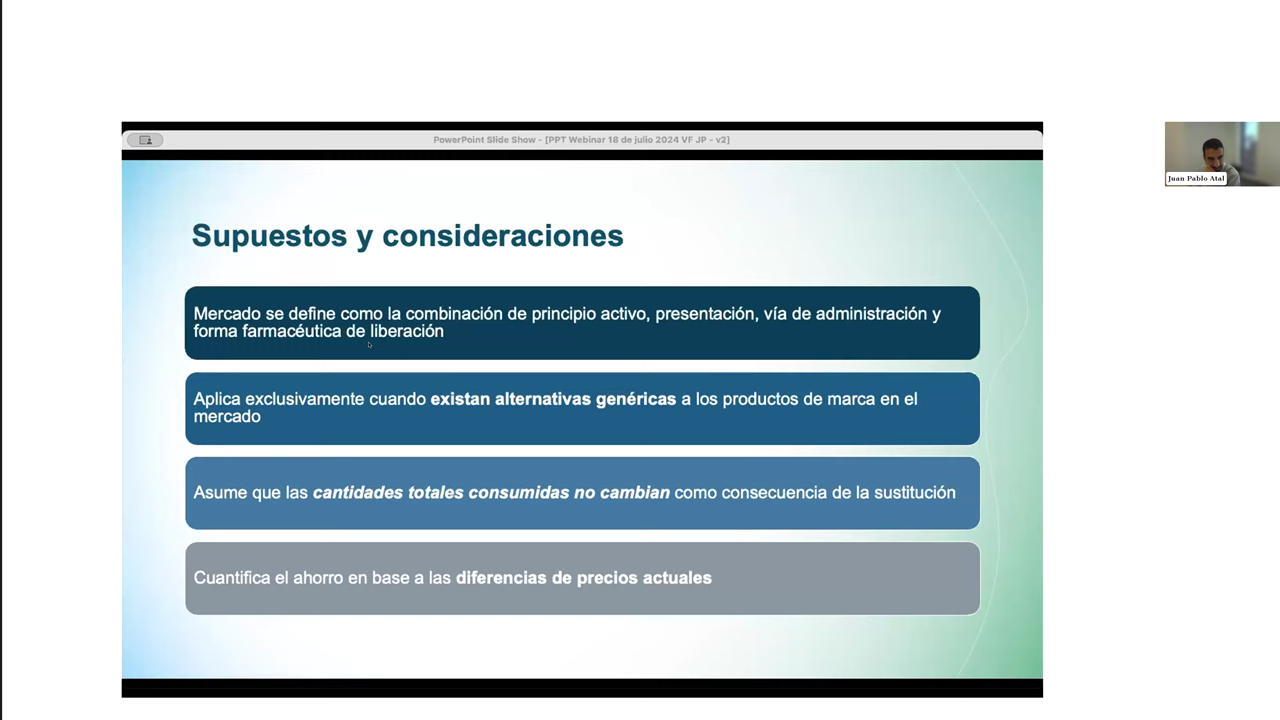 PowerPoint Slide Show - [PPT Webinar 18 de julio 2024 VF JP - v2]
Juan Pablo Atal
Supuestos y consideraciones
Mercado se define como la combinación de principio activo, presentación, vía de administración y
forma farmacéutica de liberación
Aplica exclusivamente cuando existan alternativas genéricas a los productos de marca en el
mercado
Asume que las cantidades totales consumidas no cambian como consecuencia de la sustitución
Cuantifica el ahorro en base a las diferencias de precios actuales